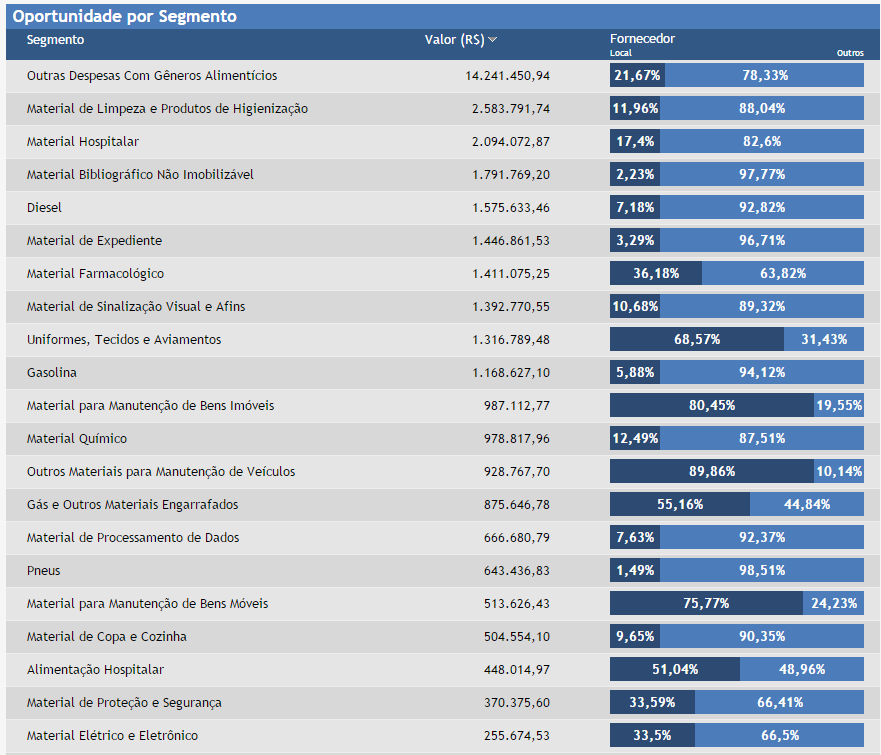 Oportunidade por Segmento
Segmento Valor (R$) Fornecedor
Local Outros
Outras Despesas Com Gêneros Alimentícios 14.241.450,94 21,67% 78,33%
Material de Limpeza e Produtos de Higienização 2.583.791,74 11,96% 88,04%
Material Hospitalar 2.094.072,87 17,4% 82,6%
Material Bibliográfico Não Imobilizável 1.791.769,20 2,23% 97,77%
Diesel 1.575.633,46 7,18% 92,82%
Material de Expediente 1.446.861,53 3,29% 96,71%
Material Farmacológico 1.411.075,25 36,18% 63,82%
Material de Sinalização Visual e Afins 1.392.770,55 10,68% 89,32%
Uniformes, Tecidos e Aviamentos 1.316.789,48 68,57% 31,43%
Gasolina 1.168.627,10 5,88% 94,12%
Material para Manutenção de Bens Imóveis 987.112,77 80,45% 19,55%
Material Químico 978.817,96 12,49% 87,51%
Outros Materiais para Manutenção de Veículos 928.767,70 89,86% 10,14%
Gás e Outros Materiais Engarrafados 875.646,78 55,16% 44,84%
Material de Processamento de Dados 666.680,79 7,63% 92,37%
Pneus 643.436,83 1,49% 98,51%
Material para Manutenção de Bens Móveis 513.626,43 75,77% 24,23%
Material de Copa e Cozinha 504.554,10 9,65% 90,35%
Alimentação Hospitalar 448.014,97 51,04% 48,96%
Material de Proteção e Segurança 370.375,60 33,59% 66,41%
Material Elétrico e Eletrônico 255.674,53 33,5% 66,5%